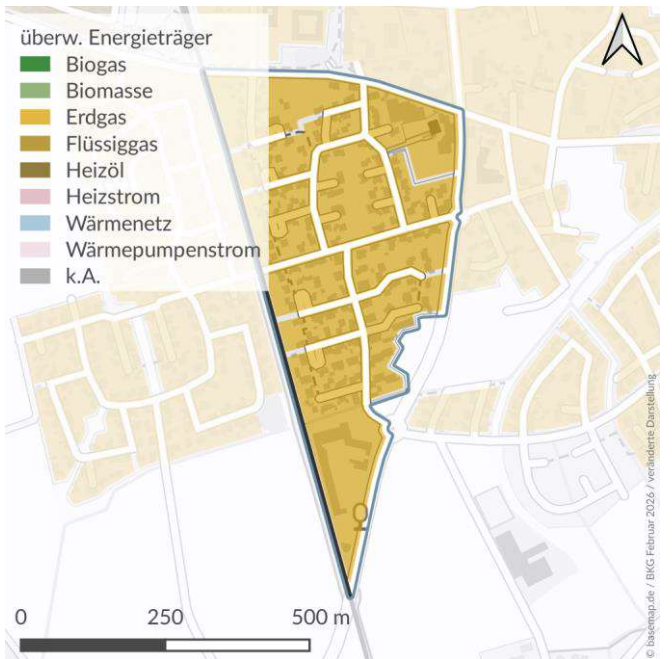 überw. Energieträger
Biogas
Biomasse
Erdgas
Flüssiggas
Heizöl
Heizstrom
Wärmenetz
Wärmepumpenstrom
k.A.
0 250 500 m
© basemap.de / BKG Februar 2026 / veränderte Darstellung